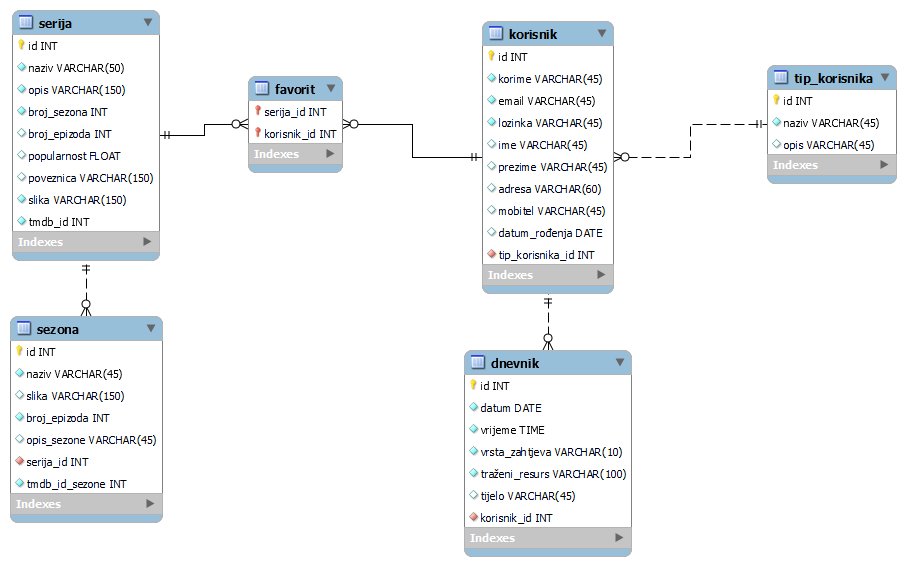 serija
id INT
naziv VARCHAR(50)
opis VARCHAR(150)
broj_sezona INT
broj_epizoda INT
popularnost FLOAT
poveznica VARCHAR(150)
slika VARCHAR(150)
tmdb_id INT
Indexes
favorit
serija_id INT
korisnik_id INT
Indexes
korisnik
id INT
korime VARCHAR(45)
email VARCHAR(45)
lozinka VARCHAR(45)
ime VARCHAR(45)
prezime VARCHAR(45)
adresa VARCHAR(60)
mobitel VARCHAR(45)
datum_rođenja DATE
tip_korisnika_id INT
Indexes
tip_korisnika
id INT
naziv VARCHAR(45)
opis VARCHAR(45)
Indexes
sezona
id INT
naziv VARCHAR(45)
slika VARCHAR(150)
broj_epizoda INT
opis_sezone VARCHAR(45)
serija_id INT
tmdb_id_sezone INT
Indexes
dnevnik
id INT
datum DATE
vrijeme TIME
vrsta_zahtjeva VARCHAR(10)
traženi_resurs VARCHAR(100)
tijelo VARCHAR(45)
korisnik_id INT
Indexes